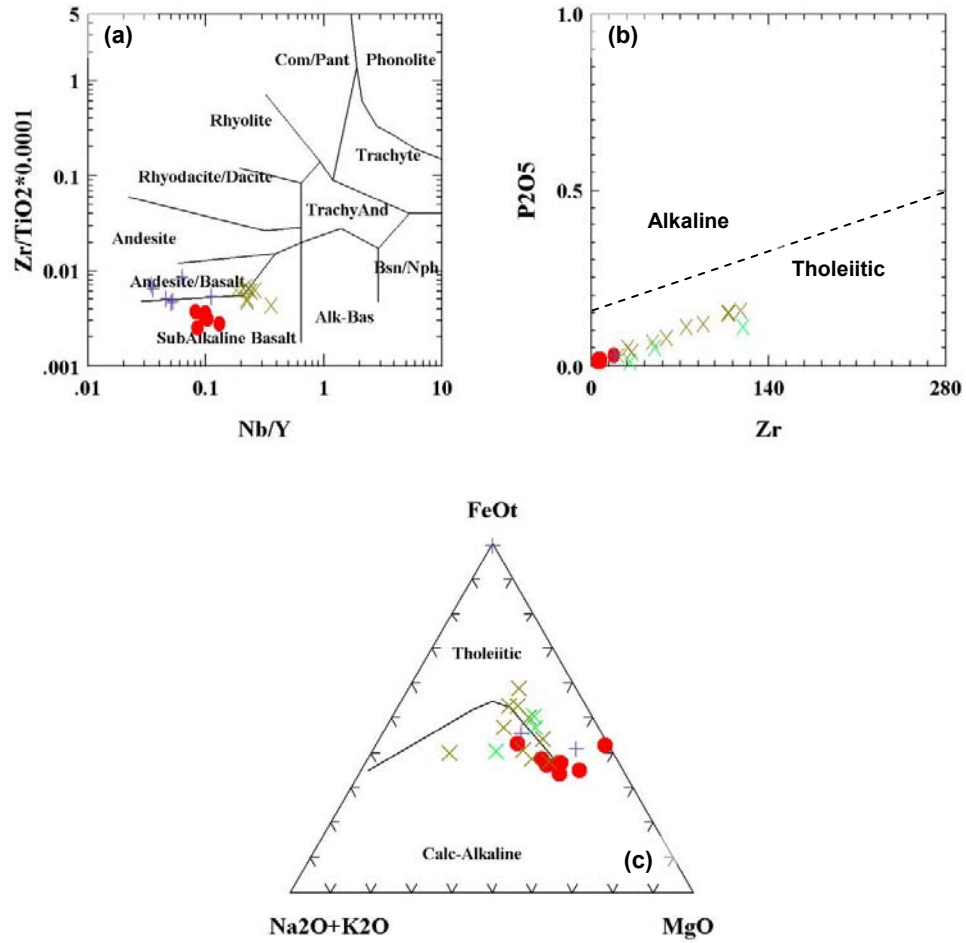 (a)
5
1
0.1
0.01
.001
Zr/TiO2*0.0001
Com/Pant
Phonolite
Rhyolite
Trachyte
Rhyodacite/Dacite
TrachyAnd
Andesite
Bsn/Nph
Andesite/Basalt
Alk-Bas
SubAlkaline Basalt
.01
0.1
1
10
Nb/Y
(b)
1.0
0.5
0.0
P2O5
Alkaline
Tholeiitic
0
140
280
Zr
FeOt
Tholeiitic
Calc-Alkaline
(c)
Na2O+K2O
MgO